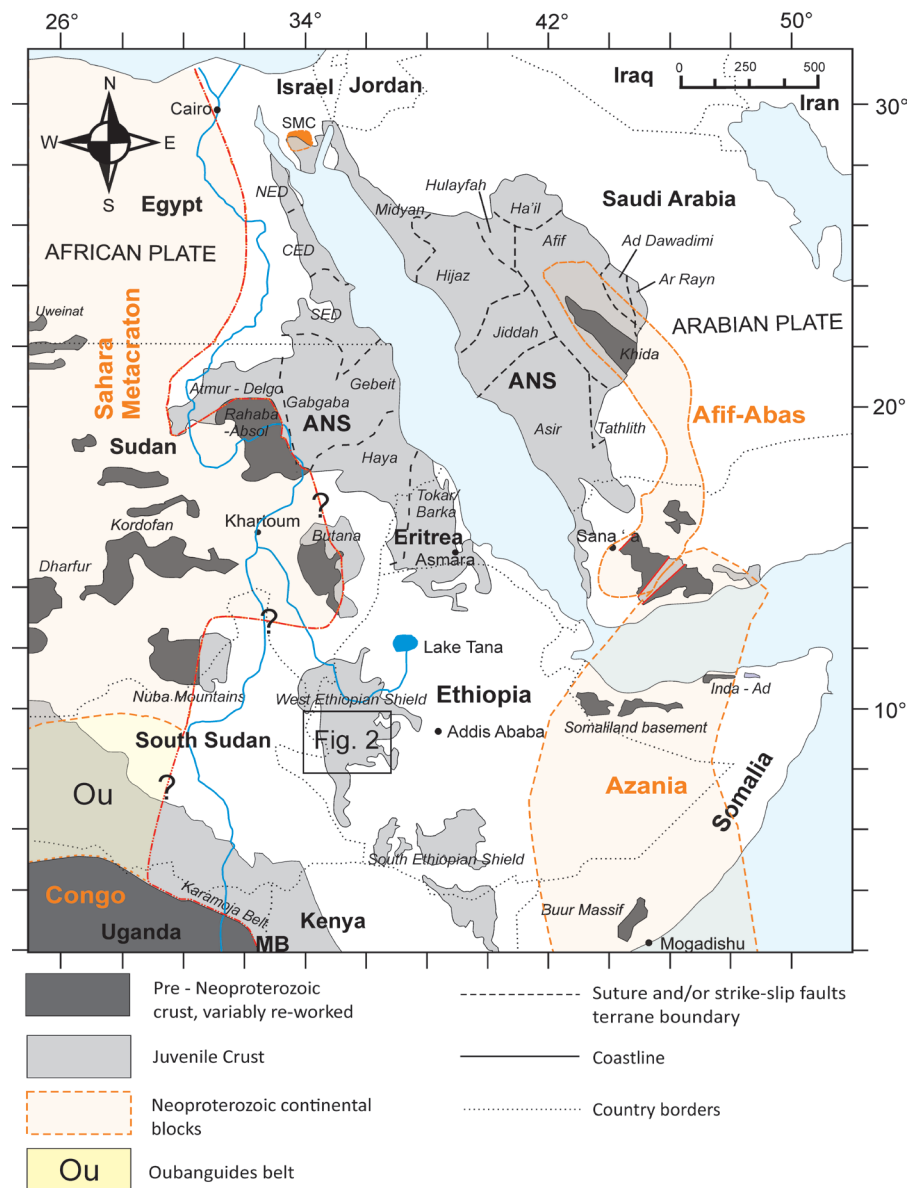 26°
34°
42°
50°
Israel
Jordan
Iraq
0
250
500
Iran
N
W
E
S
Cairo
SMC
30°
Egypt
NED
Midyan
Hulayfah
Ha'il
Saudi Arabia
AFRICAN PLATE
CED
Hijaz
Afif
Ad Dawadimi
Ar Rayn
Uweinat
SED
Jiddah
ARABIAN PLATE
Khida
Sahara
Metacraton
Atmur - Delgo
Gabgaba
Gebeit
ANS
Rahaba
-Absol
ANS
Afif-Abas
20°
Sudan
Haya
Asir
Tathlith
Tokar/
Barka
?
Kordofan
Khartoum
Butana
Eritrea
Asmara
Sana ' a
Dharfur
?
Lake Tana
Nuba Mountains
West Ethiopian Shield
Ethiopia
Inda - Ad
10°
South Sudan
Fig. 2
Addis Ababa
Somaliland basement
?
Ou
Azania
Somalia
South Ethiopian Shield
Congo
Karamoja Belt
Kenya
Buur Massif
Uganda
MB
Mogadishu
Pre - Neoproterozoic
crust, variably re-worked
Juvenile Crust
Neoproterozoic continental
blocks
Ou
Oubanguides belt
Suture and/or strike-slip faults
terrane boundary
Coastline
Country borders